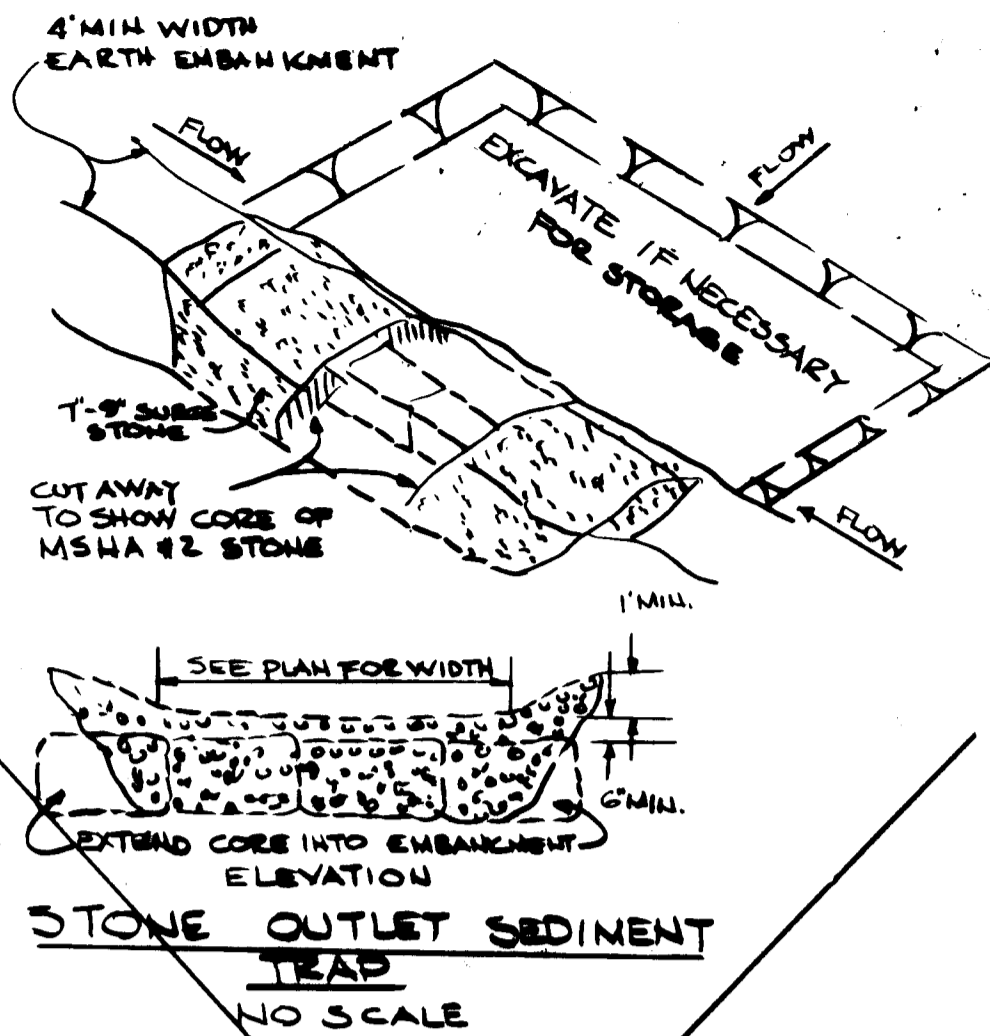 4' MIN WIDTH
EARTH EMBANKMENT
FLOW
FLOW
EXCAVATE IF NECESSARY
FOR STORAGE
STONE
CUT AWAY
TO SHOW CORE OF
MSHA #2 STONE
FLOW
1' MIN.
SEE PLAN FOR WIDTH
6" MIN.
EXTEND CORE INTO EMBANKMENT
ELEVATION
STONE OUTLET SEDIMENT
TRAP
NO SCALE